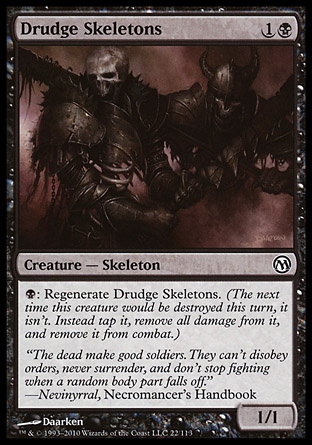 Drudge Skeletons 1
DAARKEN
Creature — Skeleton
: Regenerate Drudge Skeletons. (The next
time this creature would be destroyed this turn, it
isn't. Instead tap it, remove all damage from it,
and remove it from combat.)
"The dead make good soldiers. They can't disobey
orders, never surrender, and don't stop fighting
when a random body part falls off."
—Nevinyrral, Necromancer's Handbook
Daarken
™ & © 1993–2010 Wizards of the Coast LLC 22/113
1/1